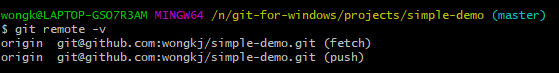 wongk@LAPTOP-GSO7R3AM MINGW64 /n/git-for-windows/projects/simple-demo (master)
$ git remote -v
origin  git@github.com:wongkj/simple-demo.git (fetch)
origin  git@github.com:wongkj/simple-demo.git (push)